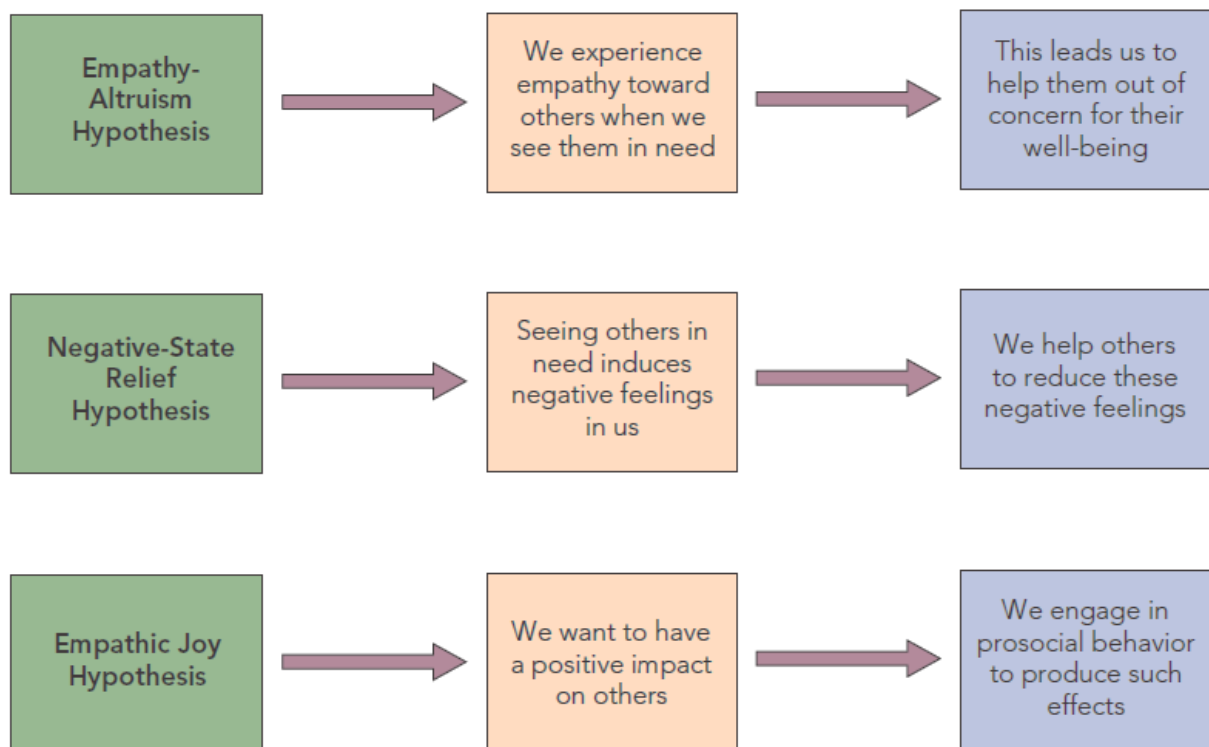 Empathy-
Altruism
Hypothesis
We experience
empathy toward
others when we
see them in need
This leads us to
help them out of
concern for their
well-being
Negative-State
Relief
Hypothesis
Seeing others in
need induces
negative feelings
in us
We help others
to reduce these
negative feelings
Empathic Joy
Hypothesis
We want to have
a positive impact
on others
We engage in
prosocial behavior
to produce such
effects